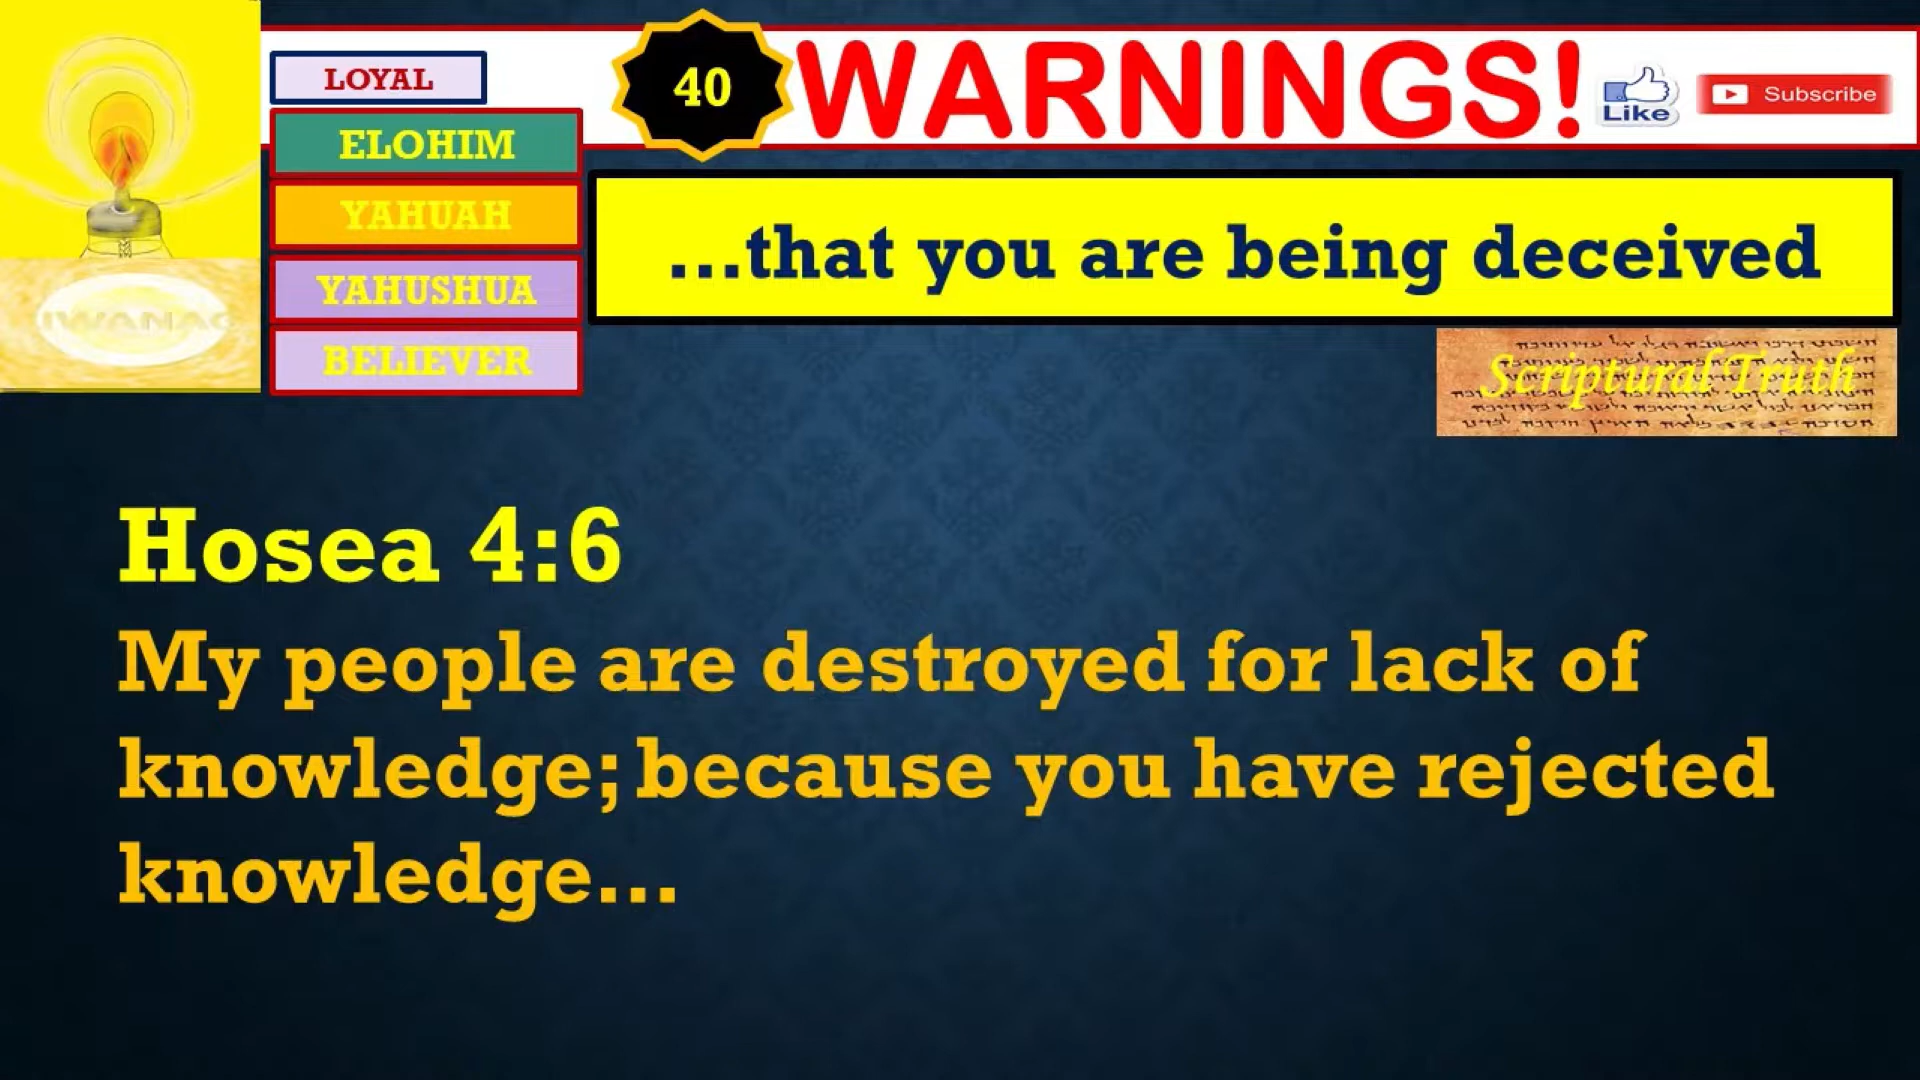 LOYAL
ELOHIM
YAHUAH
YAHUSHUA
BELIEVER
40
WARNINGS!
Like
Subscribe
...that you are being deceived
Scriptural Truth
Hosea 4:6
My people are destroyed for lack of
knowledge; because you have rejected
knowledge...